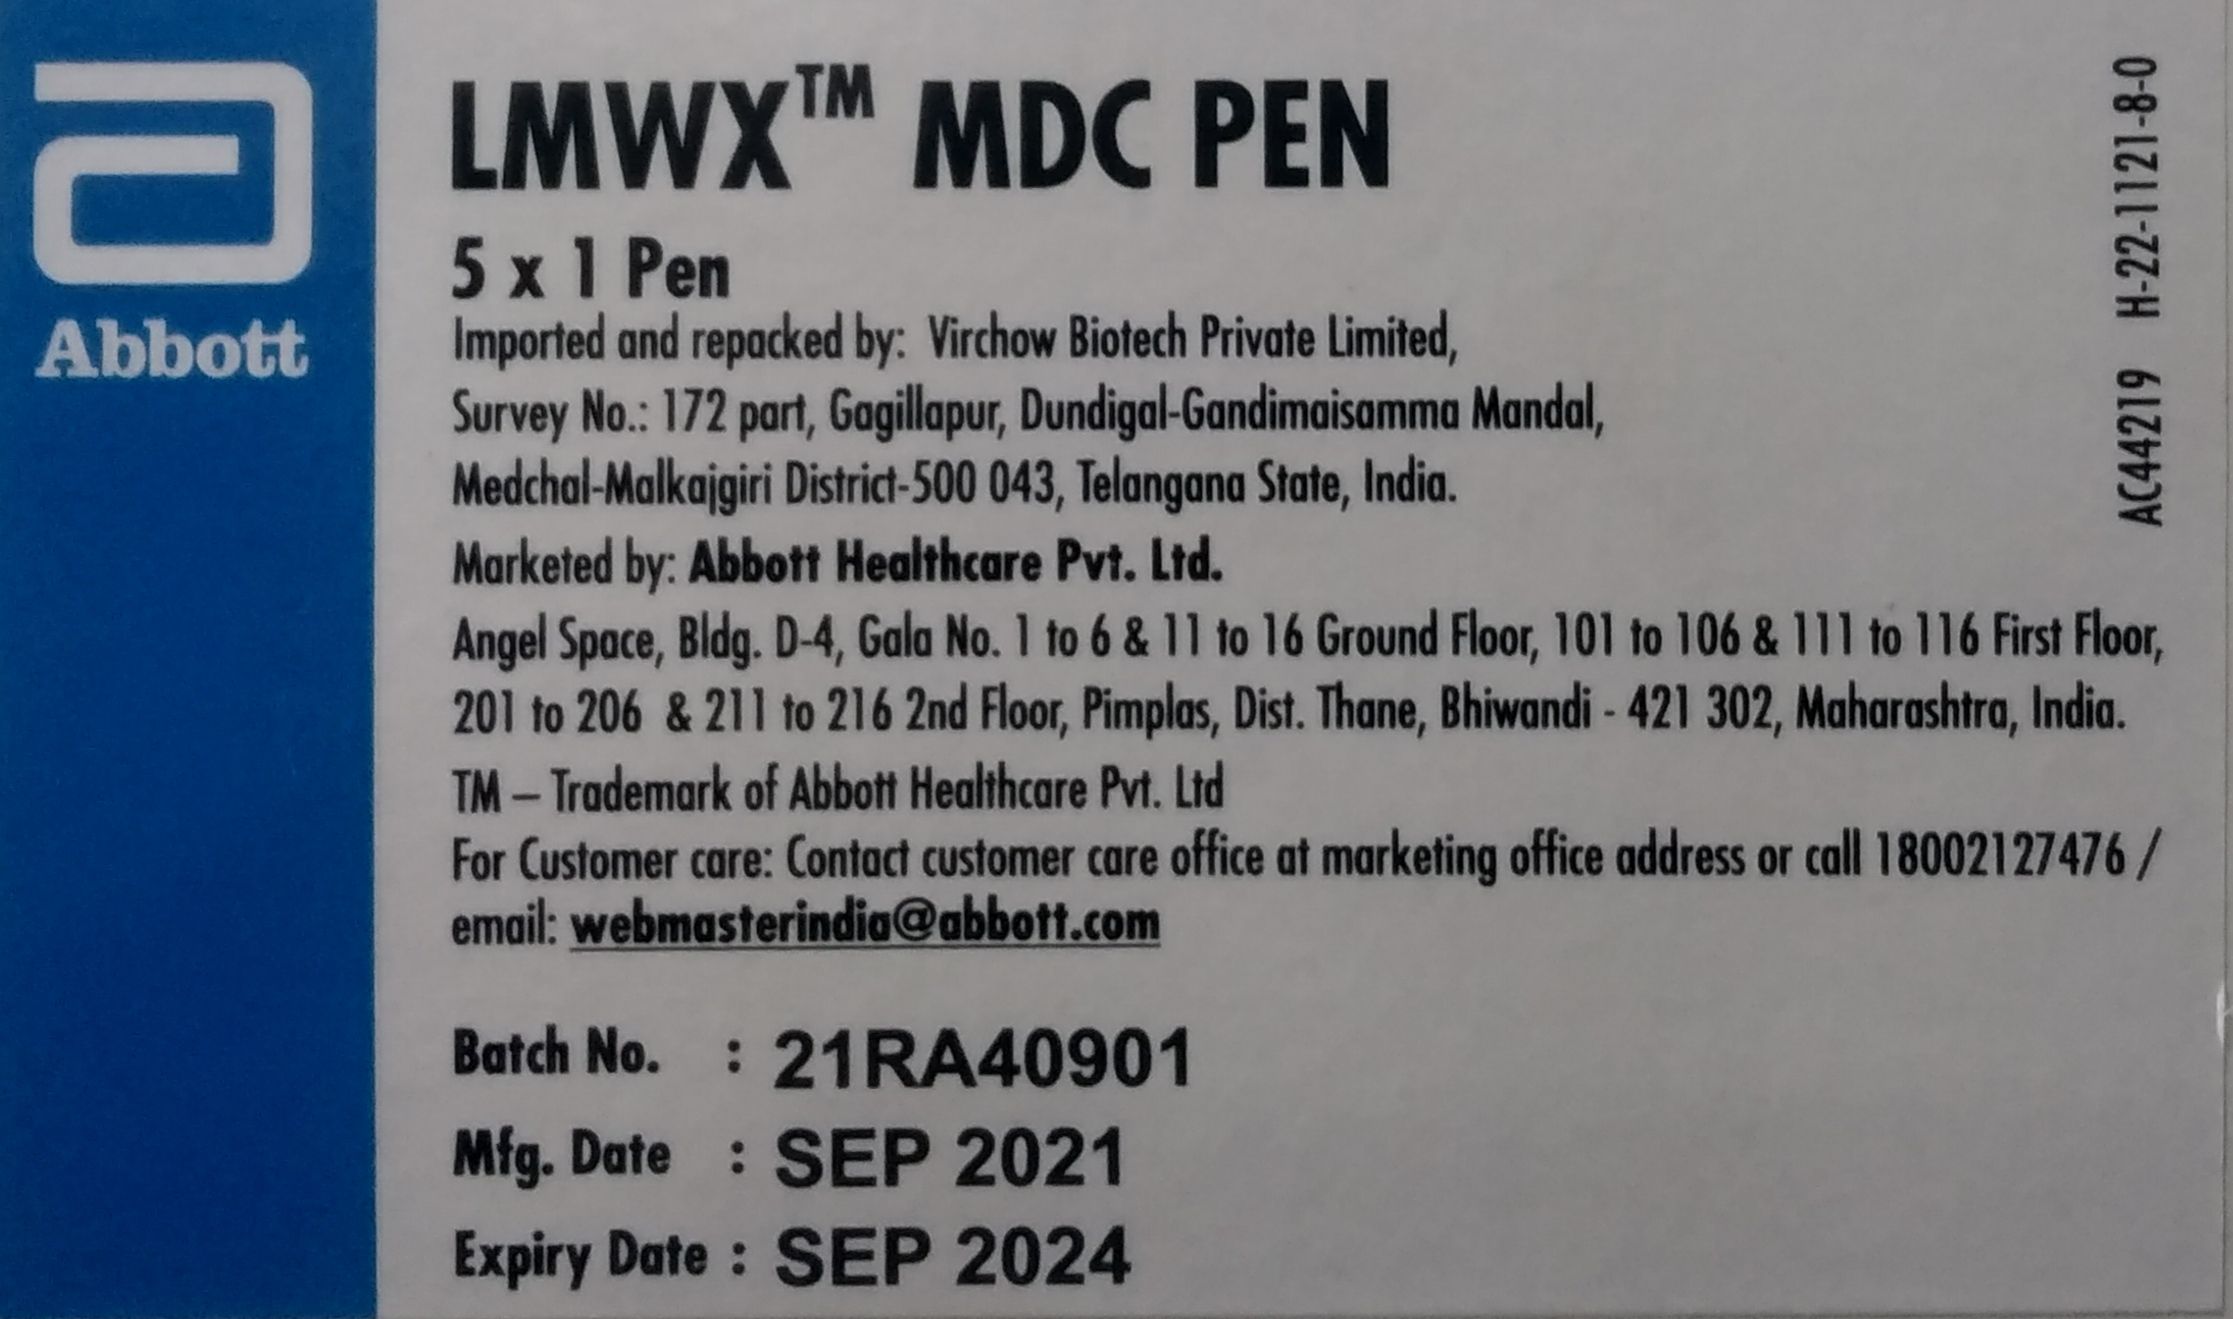 Abbott
LMWX™ MDC PEN
5 x 1 Pen
Imported and repacked by: Virchow Biotech Private Limited,
Survey No.: 172 part, Gagillapur, Dundigal-Gandimaisamma Mandal,
Medchal-Malkajgiri District-500 043, Telangana State, India.
Marketed by: Abbott Healthcare Pvt. Ltd.
Angel Space, Bldg. D-4, Gala No. 1 to 6 & 11 to 16 Ground Floor, 101 to 106 & 111 to 116 First Floor,
201 to 206 & 211 to 216 2nd Floor, Pimplas, Dist. Thane, Bhiwandi - 421 302, Maharashtra, India.
TM – Trademark of Abbott Healthcare Pvt. Ltd
For Customer care: Contact customer care office at marketing office address or call 18002127476 /
email: webmasterindia@abbott.com
Batch No. : 21RA40901
Mfg. Date : SEP 2021
Expiry Date : SEP 2024
AC44219 H-22-1121-8-0